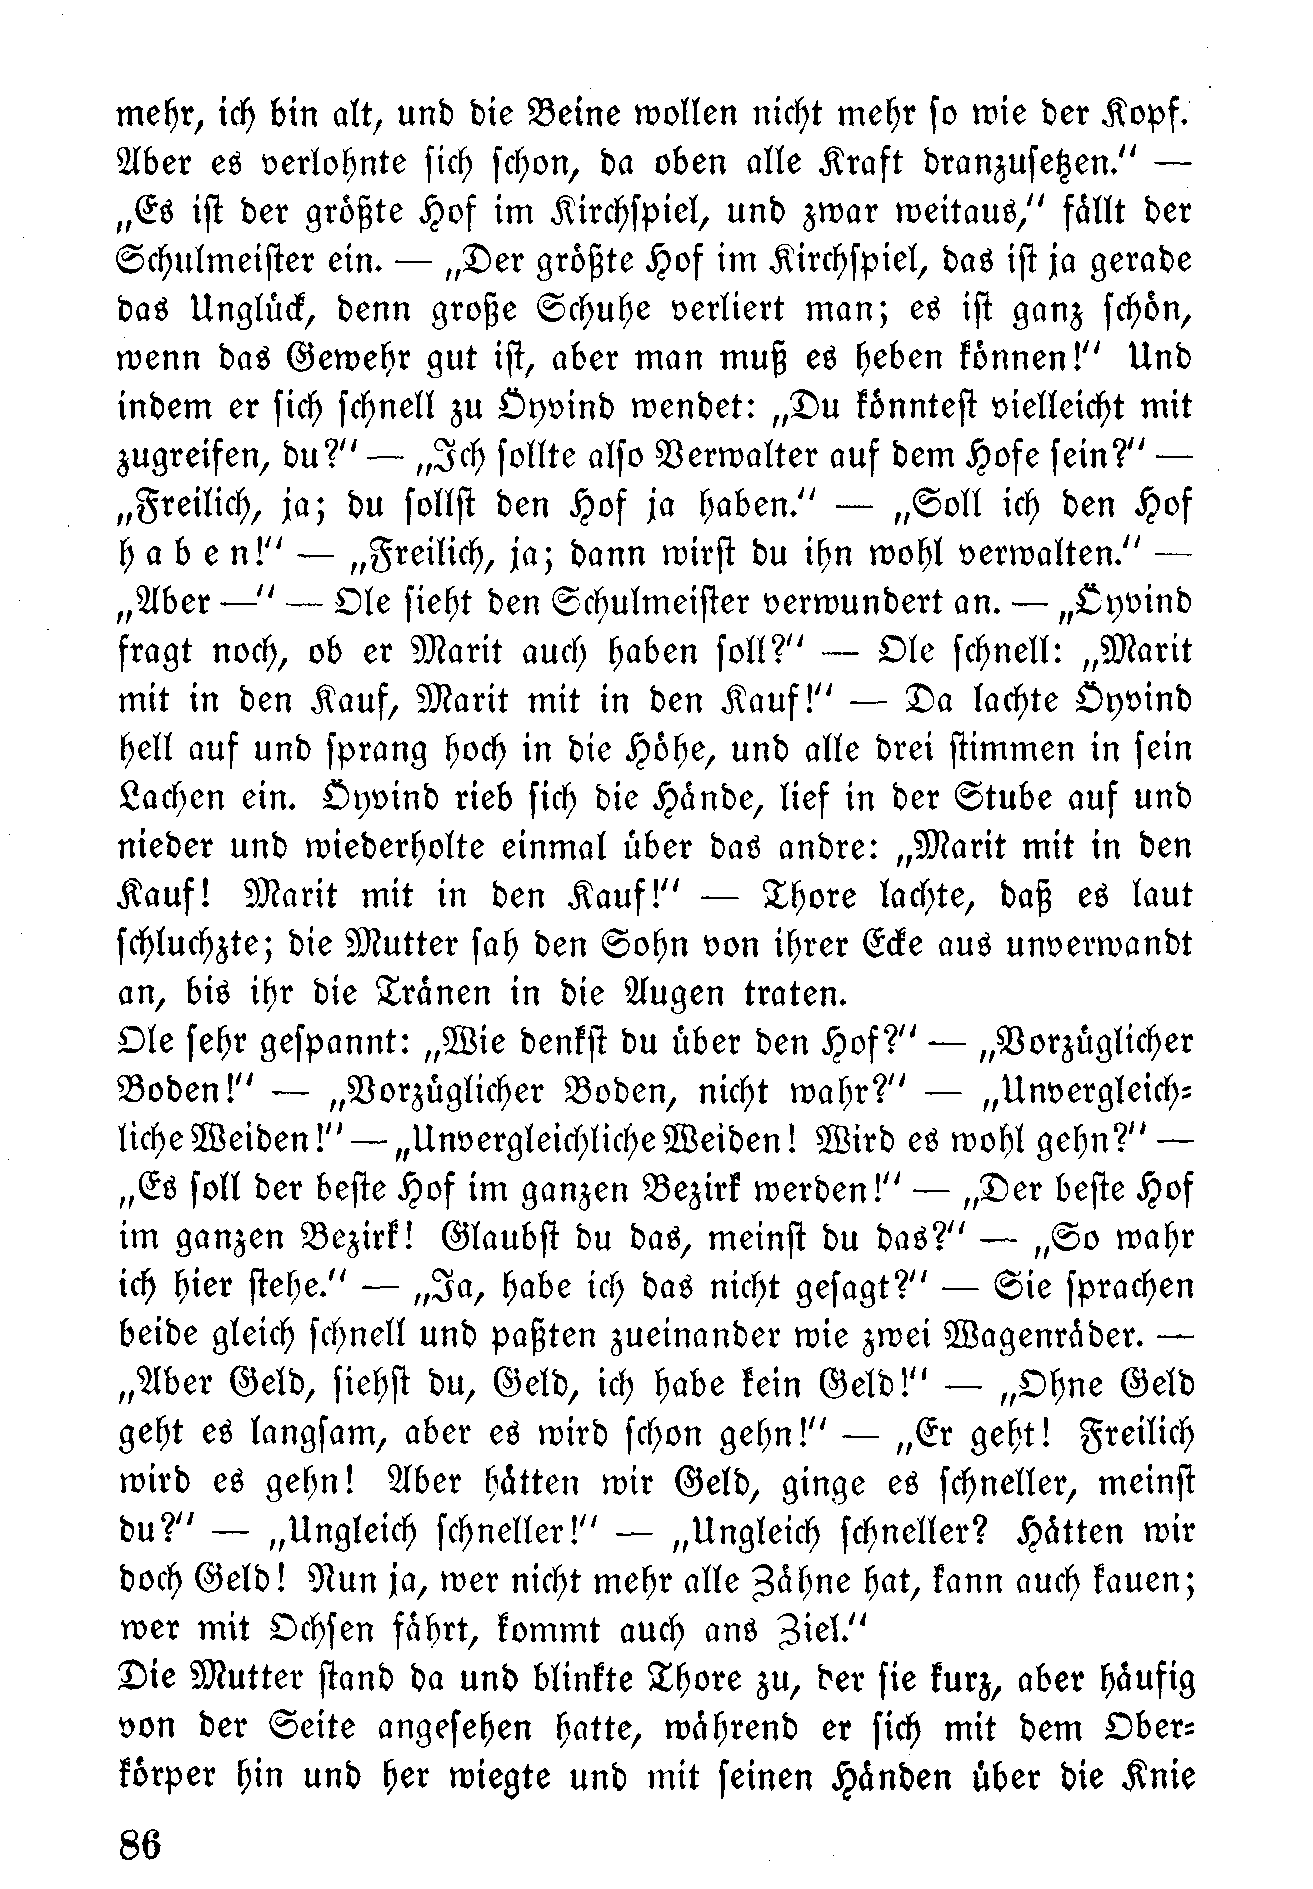 mehr, ich bin alt, und die Beine wollen nicht mehr so wie der Kopf.
Aber es verlohnte sich schon, da oben alle Kraft dranzusetzen.“ —
„Es ist der größte Hof im Kirchspiel, und zwar weitaus,“ fällt der
Schulmeister ein. — „Der größte Hof im Kirchspiel, das ist ja gerade
das Unglück, denn große Schuhe verliert man; es ist ganz schön,
wenn das Gewehr gut ist, aber man muß es heben können!“ Und
indem er sich schnell zu Öyvind wendet: „Du könntest vielleicht mit
zugreifen, du?“ — „Ich sollte also Verwalter auf dem Hofe sein?“ —
„Freilich, ja; du sollst den Hof ja haben.“ — „Soll ich den Hof
h a b e n!“ — „Freilich, ja; dann wirst du ihn wohl verwalten.“ —
„Aber —“ — Ole sieht den Schulmeister verwundert an. — „Öyvind
fragt noch, ob er Marit auch haben soll?“ — Ole schnell: „Marit
mit in den Kauf, Marit mit in den Kauf!“ — Da lachte Öyvind
hell auf und sprang hoch in die Höhe, und alle drei stimmen in sein
Lachen ein. Öyvind rieb sich die Hände, lief in der Stube auf und
nieder und wiederholte einmal über das andre: „Marit mit in den
Kauf! Marit mit in den Kauf!“ — Thore lachte, daß es laut
schluchzte; die Mutter sah den Sohn von ihrer Ecke aus unverwandt
an, bis ihr die Tränen in die Augen traten.
Ole sehr gespannt: „Wie denkst du über den Hof?“ — „Vorzüglicher
Boden!“ — „Vorzüglicher Boden, nicht wahr?“ — „Unvergleich-
liche Weiden!“ — „Unvergleichliche Weiden! Wird es wohl gehn?“ —
„Es soll der beste Hof im ganzen Bezirk werden!“ — „Der beste Hof
im ganzen Bezirk! Glaubst du das, meinst du das?“ — „So wahr
ich hier stehe.“ — „Ja, habe ich das nicht gesagt?“ — Sie sprachen
beide gleich schnell und paßten zueinander wie zwei Wagenräder. —
„Aber Geld, siehst du, Geld, ich habe kein Geld!“ — „Ohne Geld
geht es langsam, aber es wird schon gehn!“ — „Er geht! Freilich
wird es gehn! Aber hätten wir Geld, ginge es schneller, meinst
du?“ — „Ungleich schneller!“ — „Ungleich schneller? Hätten wir
doch Geld! Nun ja, wer nicht mehr alle Zähne hat, kann auch kauen;
wer mit Ochsen fährt, kommt auch ans Ziel.“
Die Mutter stand da und blinkte Thore zu, der sie kurz, aber häufig
von der Seite angesehen hatte, während er sich mit dem Ober-
körper hin und her wiegte und mit seinen Händen über die Knie
86